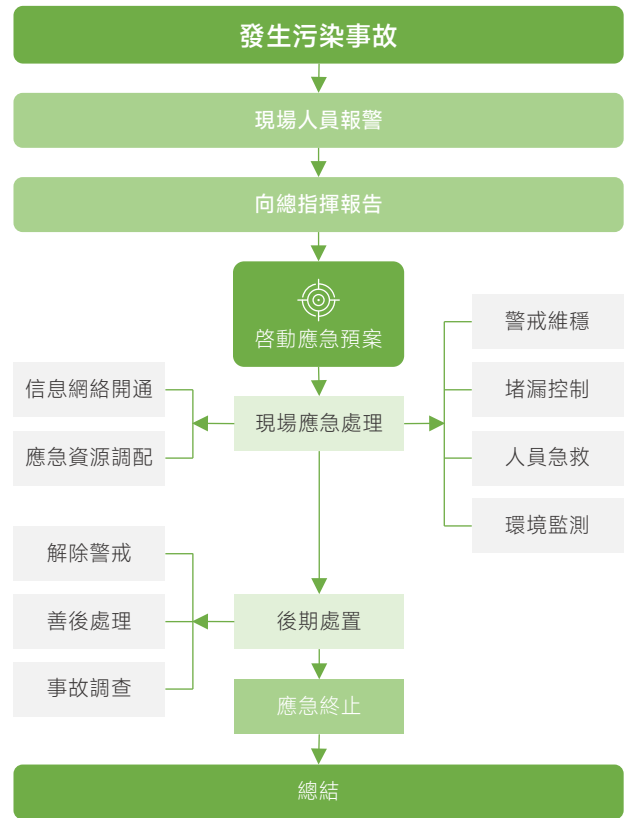 發生污染事故
現場人員報警
向總指揮報告
啓動應急預案
警戒維穩
信息網絡開通
堵漏控制
現場應急處理
應急資源調配
人員急救
環境監測
解除警戒
善後處理
後期處置
事故調查
應急終止
總結